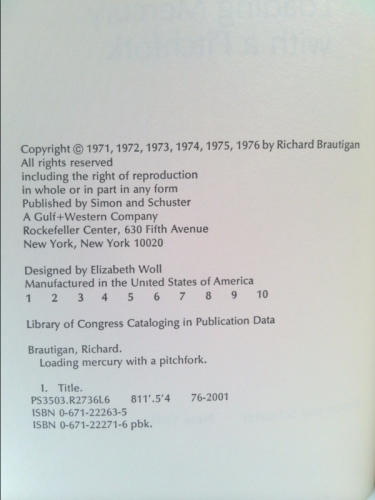 Loading Mercury
with a Pitchfork
Copyright © 1971, 1972, 1973, 1974, 1975, 1976 by Richard Brautigan
All rights reserved
including the right of reproduction
in whole or in part in any form
Published by Simon and Schuster
A Gulf+Western Company
Rockefeller Center, 630 Fifth Avenue
New York, New York 10020
Designed by Elizabeth Woll
Manufactured in the United States of America
1 2 3 4 5 6 7 8 9 10
Library of Congress Cataloging in Publication Data
Brautigan, Richard.
Loading mercury with a pitchfork.
1. Title.
PS3503.R2736L6 811'.5'4 76-2001
ISBN 0-671-22263-5
ISBN 0-671-22271-6 pbk.